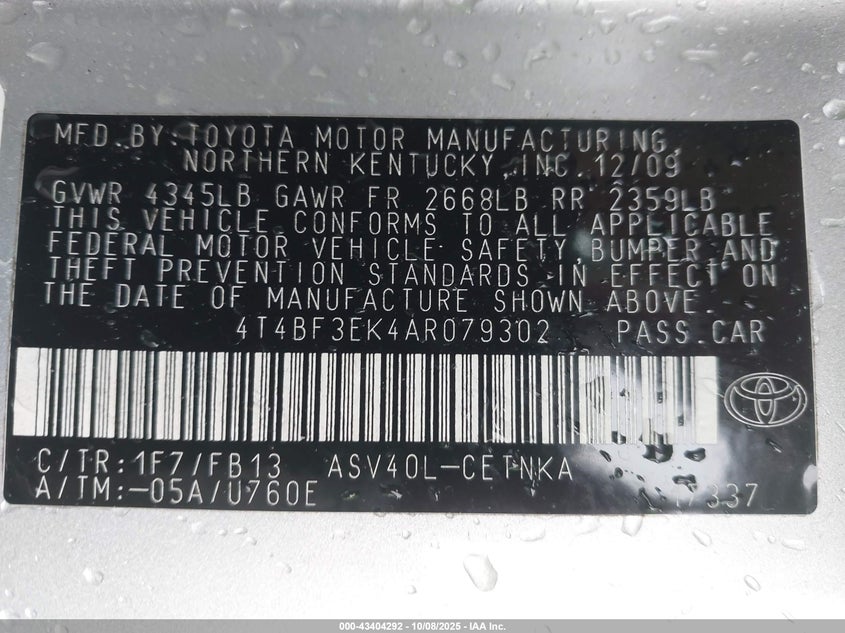 MFD. BY: TOYOTA MOTOR MANUFACTURING,
NORTHERN KENTUCKY, INC. 12/09
GVWR 4345LB GAWR FR 2668LB RR 2359LB
THIS VEHICLE CONFORMS TO ALL APPLICABLE
FEDERAL MOTOR VEHICLE SAFETY, BUMPER AND
THEFT PREVENTION STANDARDS IN EFFECT ON
THE DATE OF MANUFACTURE SHOWN ABOVE.
4T4BF3EK4AR079302 PASS.CAR
C/TR:1F7/FB13 ASV40L-CETNKA
A/TM:-05A/U760E
000-43404292 - 10/08/2025 - IAA Inc.